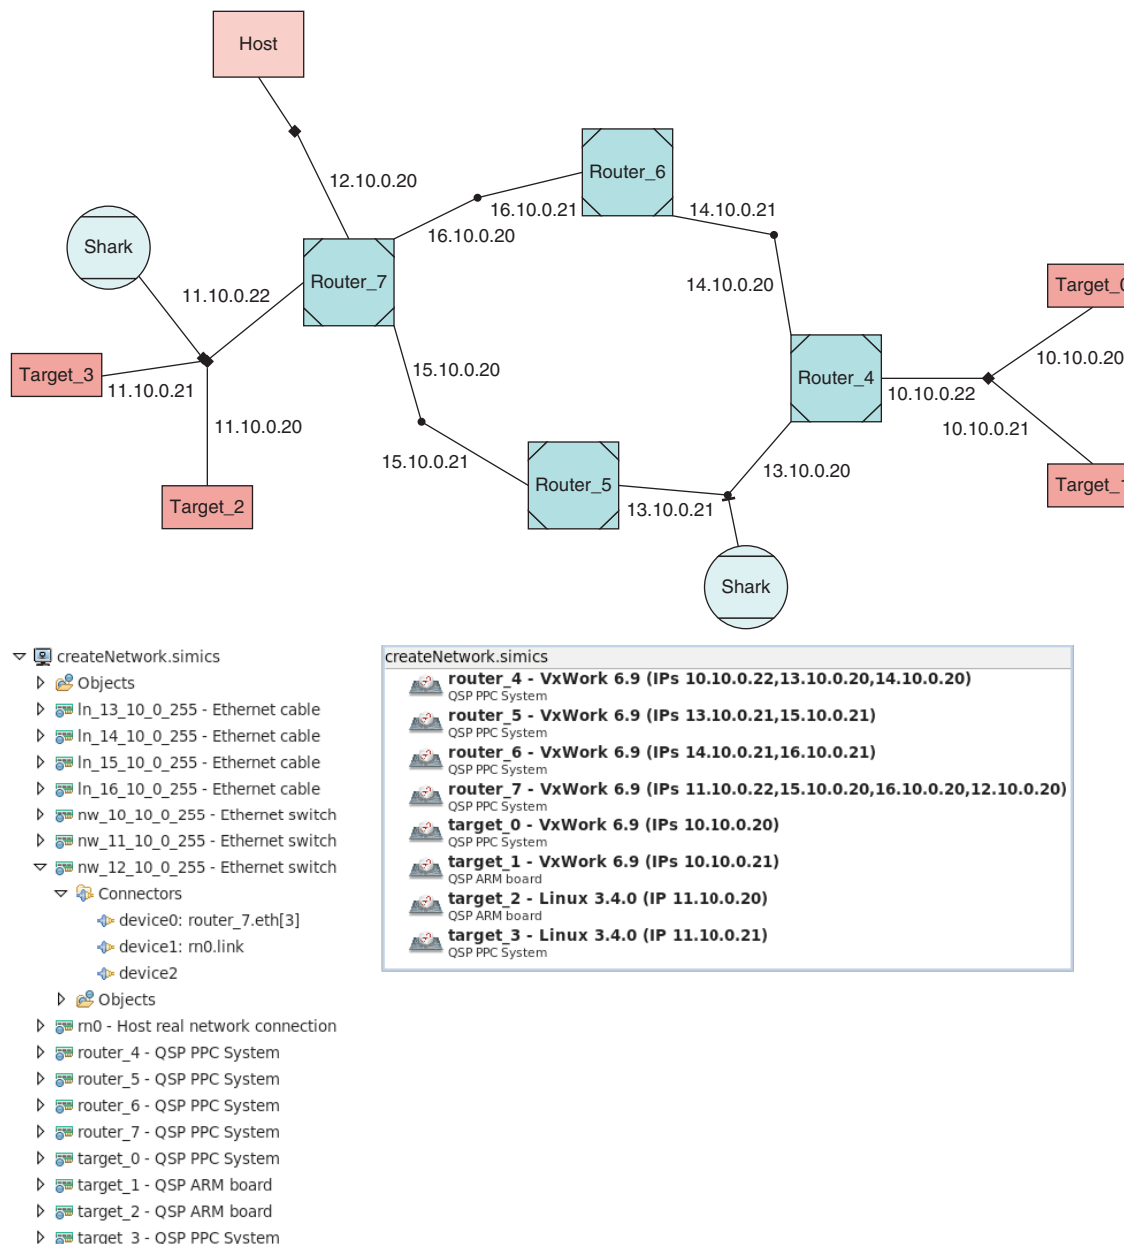 Host
12.10.0.20
Router_6
16.10.0.21
14.10.0.21
16.10.0.20
Shark
Router_7
11.10.0.22
14.10.0.20
Target_0
Target_3
11.10.0.21
15.10.0.20
Router_4
10.10.0.20
10.10.0.22
11.10.0.20
10.10.0.21
15.10.0.21
13.10.0.20
Target_2
Router_5
13.10.0.21
Target_1
Shark
createNetwork.simics
Objects
ln_13_10_0_255 - Ethernet cable
ln_14_10_0_255 - Ethernet cable
ln_15_10_0_255 - Ethernet cable
ln_16_10_0_255 - Ethernet cable
nw_10_10_0_255 - Ethernet switch
nw_11_10_0_255 - Ethernet switch
nw_12_10_0_255 - Ethernet switch
Connectors
device0: router_7.eth[3]
device1: rn0.link
device2
Objects
rn0 - Host real network connection
router_4 - QSP PPC System
router_5 - QSP PPC System
router_6 - QSP PPC System
router_7 - QSP PPC System
target_0 - QSP PPC System
target_1 - QSP ARM board
target_2 - QSP ARM board
target_3 - QSP PPC System
createNetwork.simics
router_4 - VxWork 6.9 (IPs 10.10.0.22,13.10.0.20,14.10.0.20)
QSP PPC System
router_5 - VxWork 6.9 (IPs 13.10.0.21,15.10.0.21)
QSP PPC System
router_6 - VxWork 6.9 (IPs 14.10.0.21,16.10.0.21)
QSP PPC System
router_7 - VxWork 6.9 (IPs 11.10.0.22,15.10.0.20,16.10.0.20,12.10.0.20)
QSP PPC System
target_0 - VxWork 6.9 (IPs 10.10.0.20)
QSP PPC System
target_1 - VxWork 6.9 (IPs 10.10.0.21)
QSP ARM board
target_2 - Linux 3.4.0 (IP 11.10.0.20)
QSP ARM board
target_3 - Linux 3.4.0 (IP 11.10.0.21)
QSP PPC System